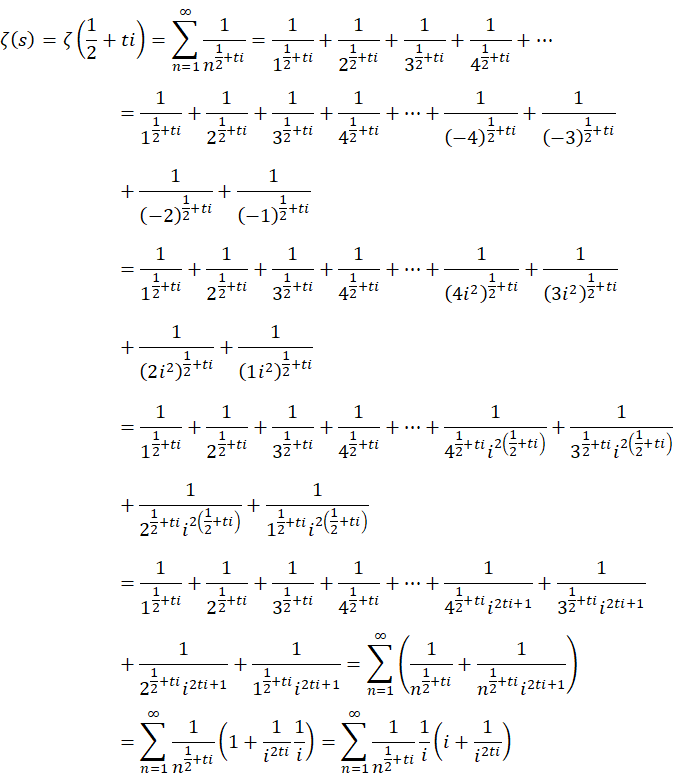 ζ(s) = ζ(1/2 + ti) = ∑_{n=1}^{∞} 1/n^{1/2+ti} = 1/1^{1/2+ti} + 1/2^{1/2+ti} + 1/3^{1/2+ti} + 1/4^{1/2+ti} + ⋯
= 1/1^{1/2+ti} + 1/2^{1/2+ti} + 1/3^{1/2+ti} + 1/4^{1/2+ti} + ⋯ + 1/(−4)^{1/2+ti} + 1/(−3)^{1/2+ti}
+ 1/(−2)^{1/2+ti} + 1/(−1)^{1/2+ti}
= 1/1^{1/2+ti} + 1/2^{1/2+ti} + 1/3^{1/2+ti} + 1/4^{1/2+ti} + ⋯ + 1/(4i²)^{1/2+ti} + 1/(3i²)^{1/2+ti}
+ 1/(2i²)^{1/2+ti} + 1/(1i²)^{1/2+ti}
= 1/1^{1/2+ti} + 1/2^{1/2+ti} + 1/3^{1/2+ti} + 1/4^{1/2+ti} + ⋯ + 1/(4^{1/2+ti} i^{2(1/2+ti)}) + 1/(3^{1/2+ti} i^{2(1/2+ti)})
+ 1/(2^{1/2+ti} i^{2(1/2+ti)}) + 1/(1^{1/2+ti} i^{2(1/2+ti)})
= 1/1^{1/2+ti} + 1/2^{1/2+ti} + 1/3^{1/2+ti} + 1/4^{1/2+ti} + ⋯ + 1/(4^{1/2+ti} i^{2ti+1}) + 1/(3^{1/2+ti} i^{2ti+1})
+ 1/(2^{1/2+ti} i^{2ti+1}) + 1/(1^{1/2+ti} i^{2ti+1}) = ∑_{n=1}^{∞} (1/n^{1/2+ti} + 1/(n^{1/2+ti} i^{2ti+1}))
= ∑_{n=1}^{∞} 1/n^{1/2+ti} (1 + 1/i^{2ti} 1/i) = ∑_{n=1}^{∞} 1/n^{1/2+ti} 1/i (i + 1/i^{2ti})